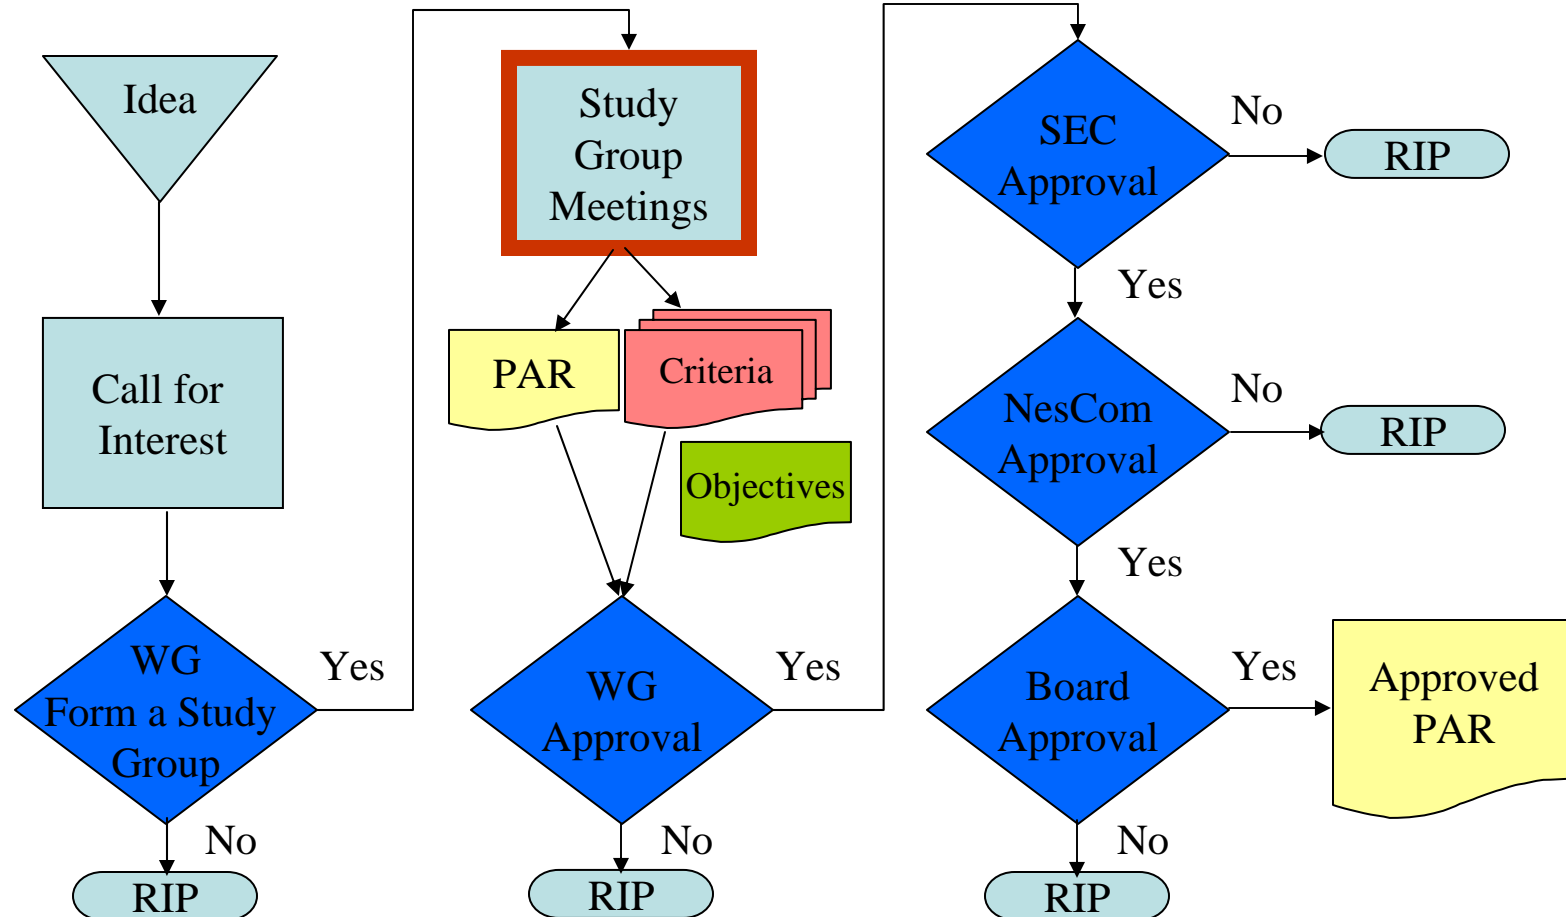 Idea
Call for
Interest
WG
Form a Study
Group
Yes
No
RIP
Study
Group
Meetings
PAR
Criteria
Objectives
WG
Approval
Yes
No
RIP
SEC
Approval
No
RIP
Yes
NesCom
Approval
No
RIP
Yes
Board
Approval
Yes
Approved
PAR
No
RIP